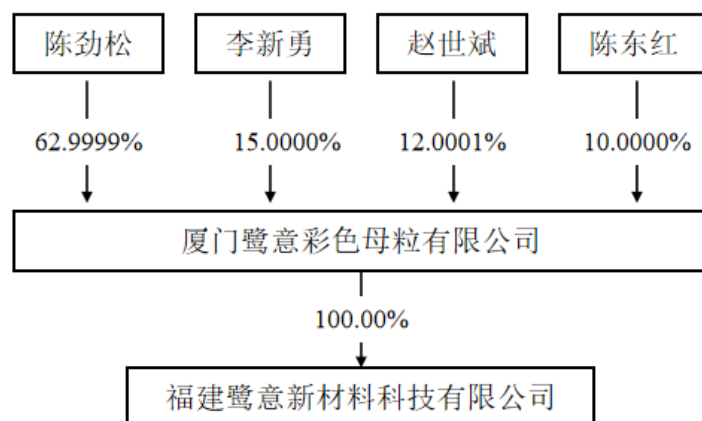 陈劲松 李新勇 赵世斌 陈东红
62.9999% 15.0000% 12.0001% 10.0000%
厦门鹭意彩色母粒有限公司
100.00%
福建鹭意新材料科技有限公司